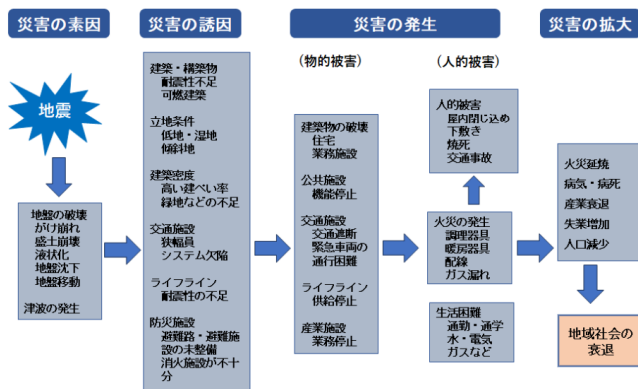 災害の素因
災害の誘因
災害の発生
災害の拡大
地震
地盤の破壊
がけ崩れ
盛土崩壊
液状化
地盤沈下
地盤移動
津波の発生
建築・構築物
耐震性不足
可燃建築
立地条件
低地・湿地
傾斜地
建築密度
高い建ぺい率
緑地などの不足
交通施設
狭幅員
システム欠陥
ライフライン
耐震性の不足
防災施設
避難路・避難施
設の未整備
消火施設が不十
分
(物的被害)
建築物の破壊
住宅
業務施設
公共施設
機能停止
交通施設
交通遮断
緊急車両の
通行困難
ライフライン
供給停止
産業施設
業務停止
(人的被害)
人的被害
屋内閉じ込め
下敷き
焼死
交通事故
火災の発生
調理器具
暖房器具
配線
ガス漏れ
生活困難
通勤・通学
水・電気
ガスなど
火災延焼
病気・病死
産業衰退
失業増加
人口減少
地域社会の
衰退